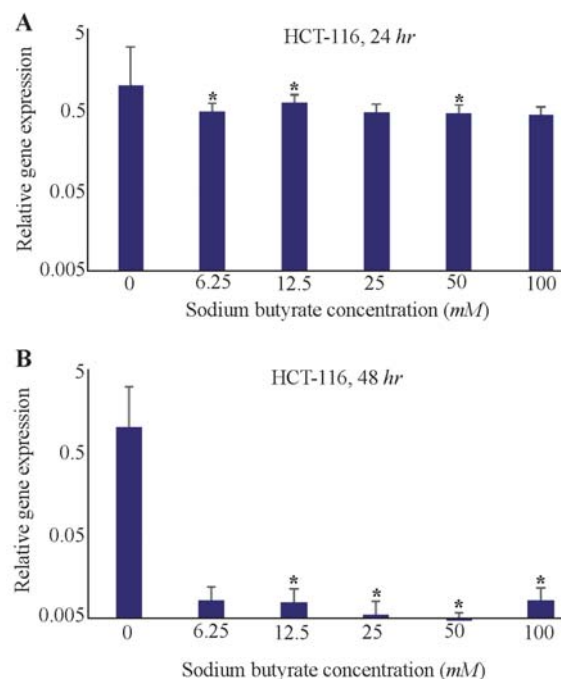 A
HCT-116, 24 hr
Relative gene expression
5
0.5
0.05
0.005
* * *
0 6.25 12.5 25 50 100
Sodium butyrate concentration (mM)
B
HCT-116, 48 hr
Relative gene expression
5
0.5
0.05
0.005
* * * *
0 6.25 12.5 25 50 100
Sodium butyrate concentration (mM)